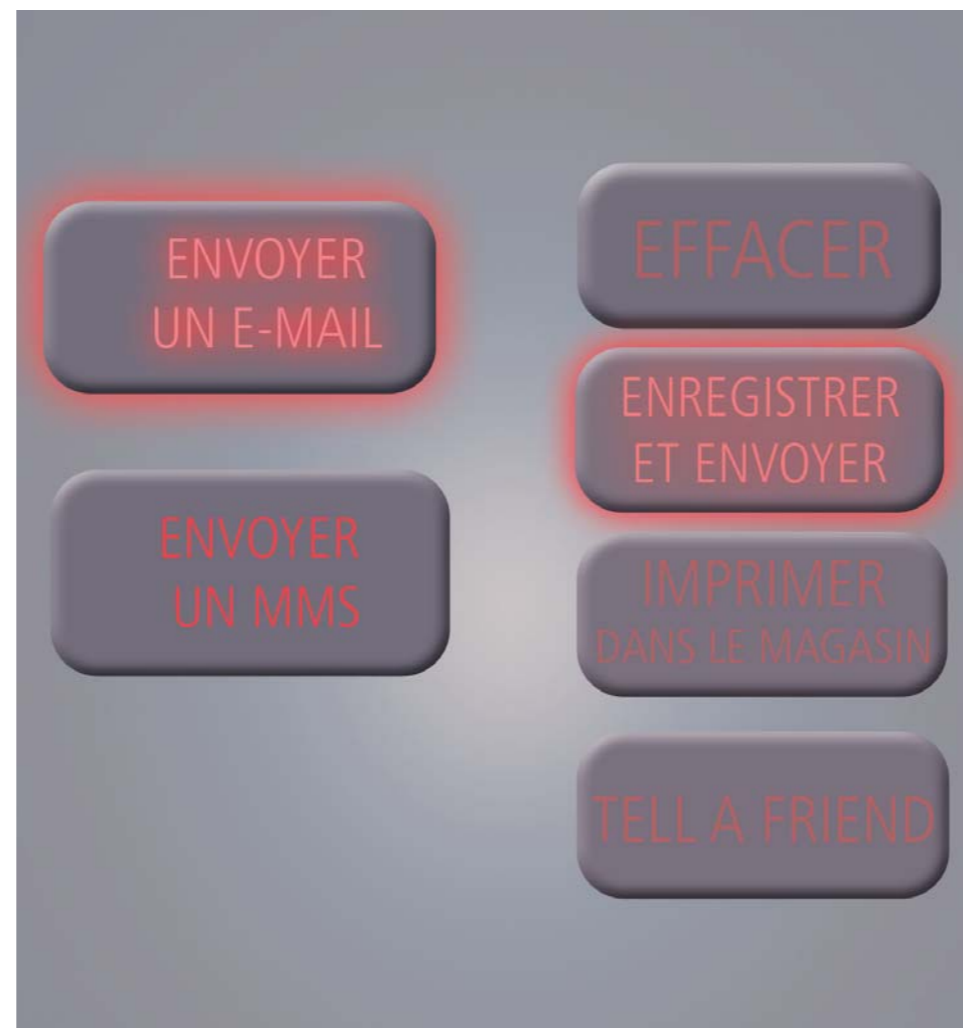 ENVOYER
UN E-MAIL
ENVOYER
UN MMS
EFFACER
ENREGISTRER
ET ENVOYER
IMPRIMER
DANS LE MAGASIN
TELL A FRIEND